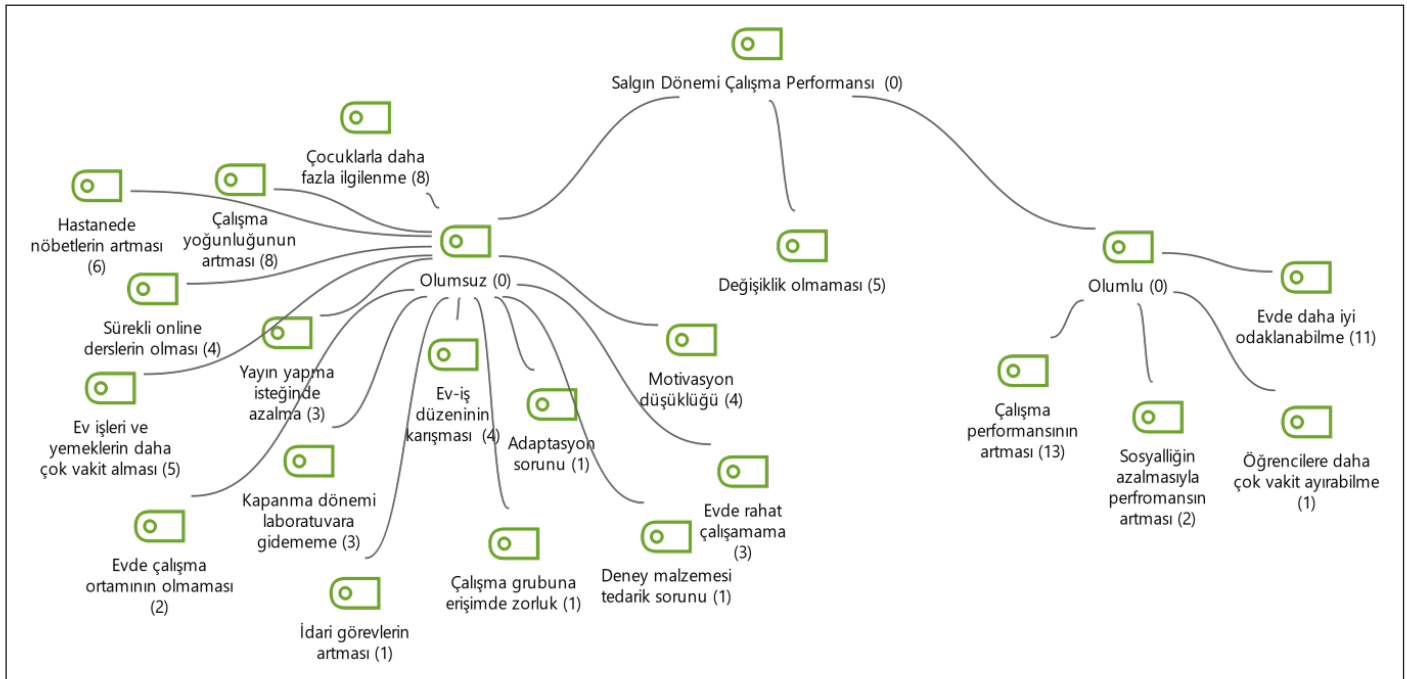 Salgın Dönemi Çalışma Performansı (0)
Çocuklarla daha
fazla ilgilenme (8)
Hastanede
nöbetlerin artması
(6)
Çalışma
yoğunluğunun
artması (8)
Olumsuz (0)
Değişiklik olmaması (5)
Olumlu (0)
Evde daha iyi
odaklanabilme (11)
Sürekli online
derslerin olması (4)
Yayın yapma
isteğinde
azalma (3)
Ev-iş
düzeninin
karışması (4)
Motivasyon
düşüklüğü (4)
Ev işleri ve
yemeklerin daha
çok vakit alması (5)
Adaptasyon
sorunu (1)
Çalışma
performansının
artması (13)
Sosyalliğin
azalmasıyla
perfromansın
artması (2)
Öğrencilere daha
çok vakit ayırabilme
(1)
Kapanma dönemi
laboratuvara
gidememe (3)
Evde rahat
çalışamama
(3)
Evde çalışma
ortamının olmaması
(2)
Çalışma grubuna
erişimde zorluk (1)
Deney malzemesi
tedarik sorunu (1)
İdari görevlerin
artması (1)